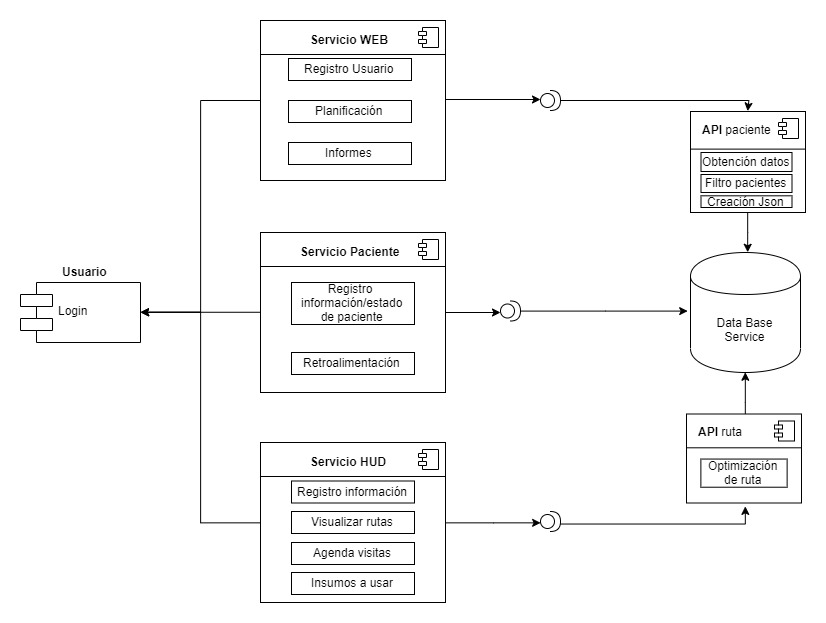 Servicio WEB
Registro Usuario
Planificación
Informes
API paciente
Obtención datos
Filtro pacientes
Creación Json
Usuario
Login
Servicio Paciente
Registro
información/estado
de paciente
Retroalimentación
Data Base
Service
API ruta
Optimización
de ruta
Servicio HUD
Registro información
Visualizar rutas
Agenda visitas
Insumos a usar